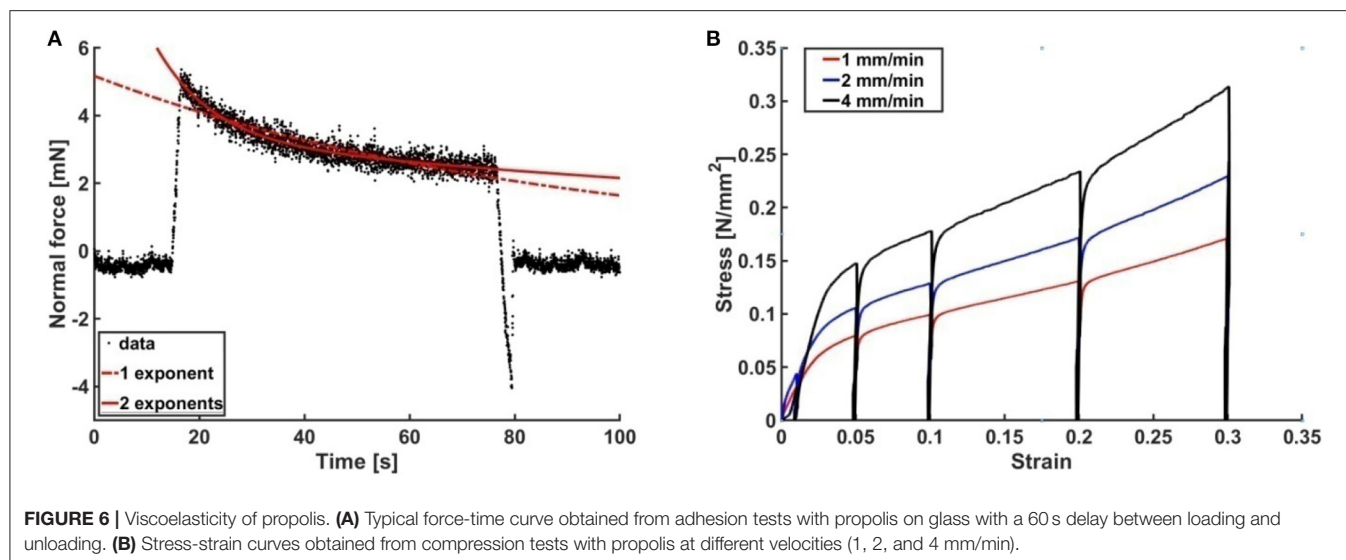 A
Normal force [mN]
6
4
2
0
-2
-4
data
1 exponent
2 exponents
0 20 40 60 80 100
Time [s]
B
Stress [N/mm2]
0.35
0.3
0.25
0.2
0.15
0.1
0.05
0
1 mm/min
2 mm/min
4 mm/min
0 0.05 0.1 0.15 0.2 0.25 0.3 0.35
Strain
FIGURE 6 | Viscoelasticity of propolis. (A) Typical force-time curve obtained from adhesion tests with propolis on glass with a 60 s delay between loading and
unloading. (B) Stress-strain curves obtained from compression tests with propolis at different velocities (1, 2, and 4 mm/min).